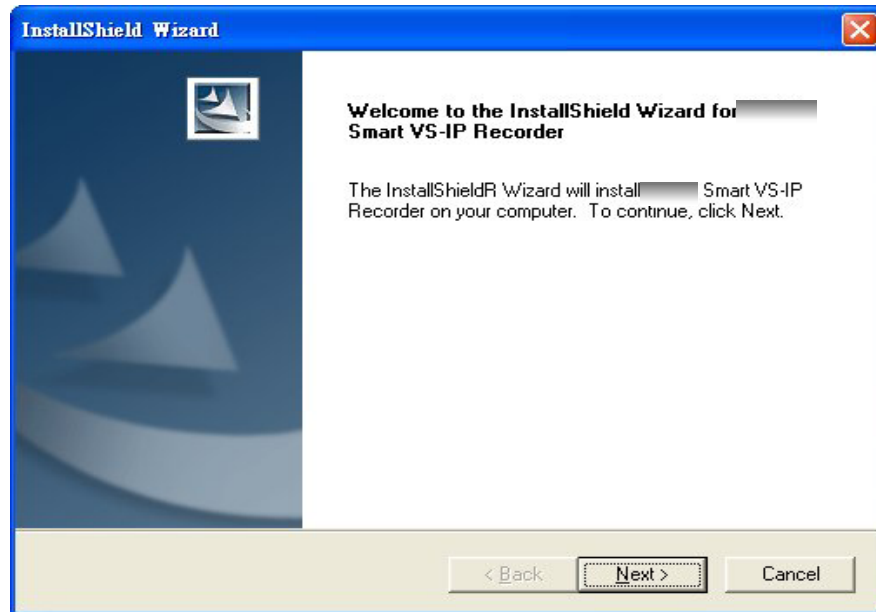 InstallShield Wizard
Welcome to the InstallShield Wizard for
Smart VS-IP Recorder
The InstallShieldR Wizard will install Smart VS-IP
Recorder on your computer. To continue, click Next.
< Back
Next >
Cancel